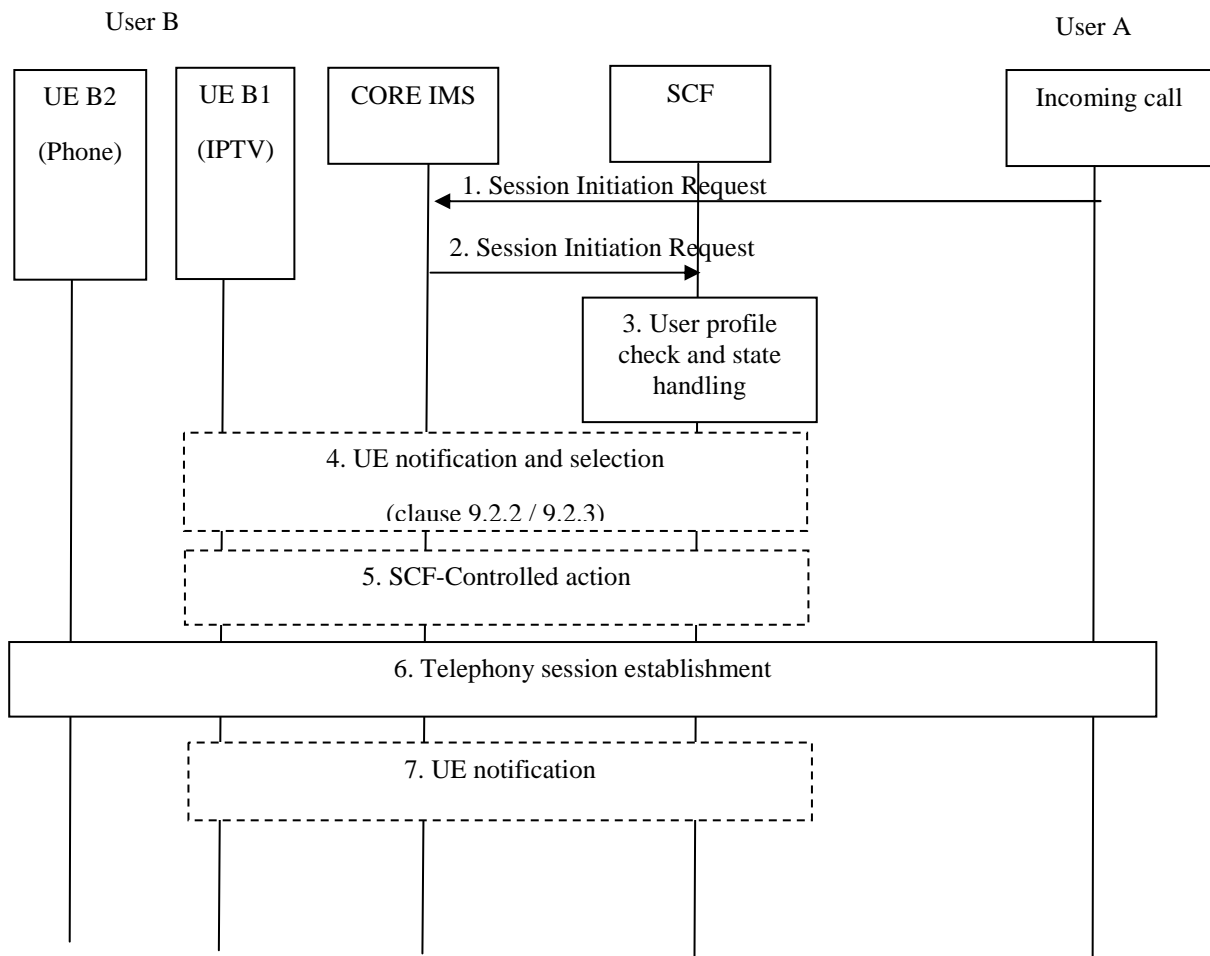 User B
User A
UE B2
(Phone)
UE B1
(IPTV)
CORE IMS
SCF
Incoming call
1. Session Initiation Request
2. Session Initiation Request
3. User profile
check and state
handling
4. UE notification and selection
(clause 9.2.2 / 9.2.3)
5. SCF-Controlled action
6. Telephony session establishment
7. UE notification